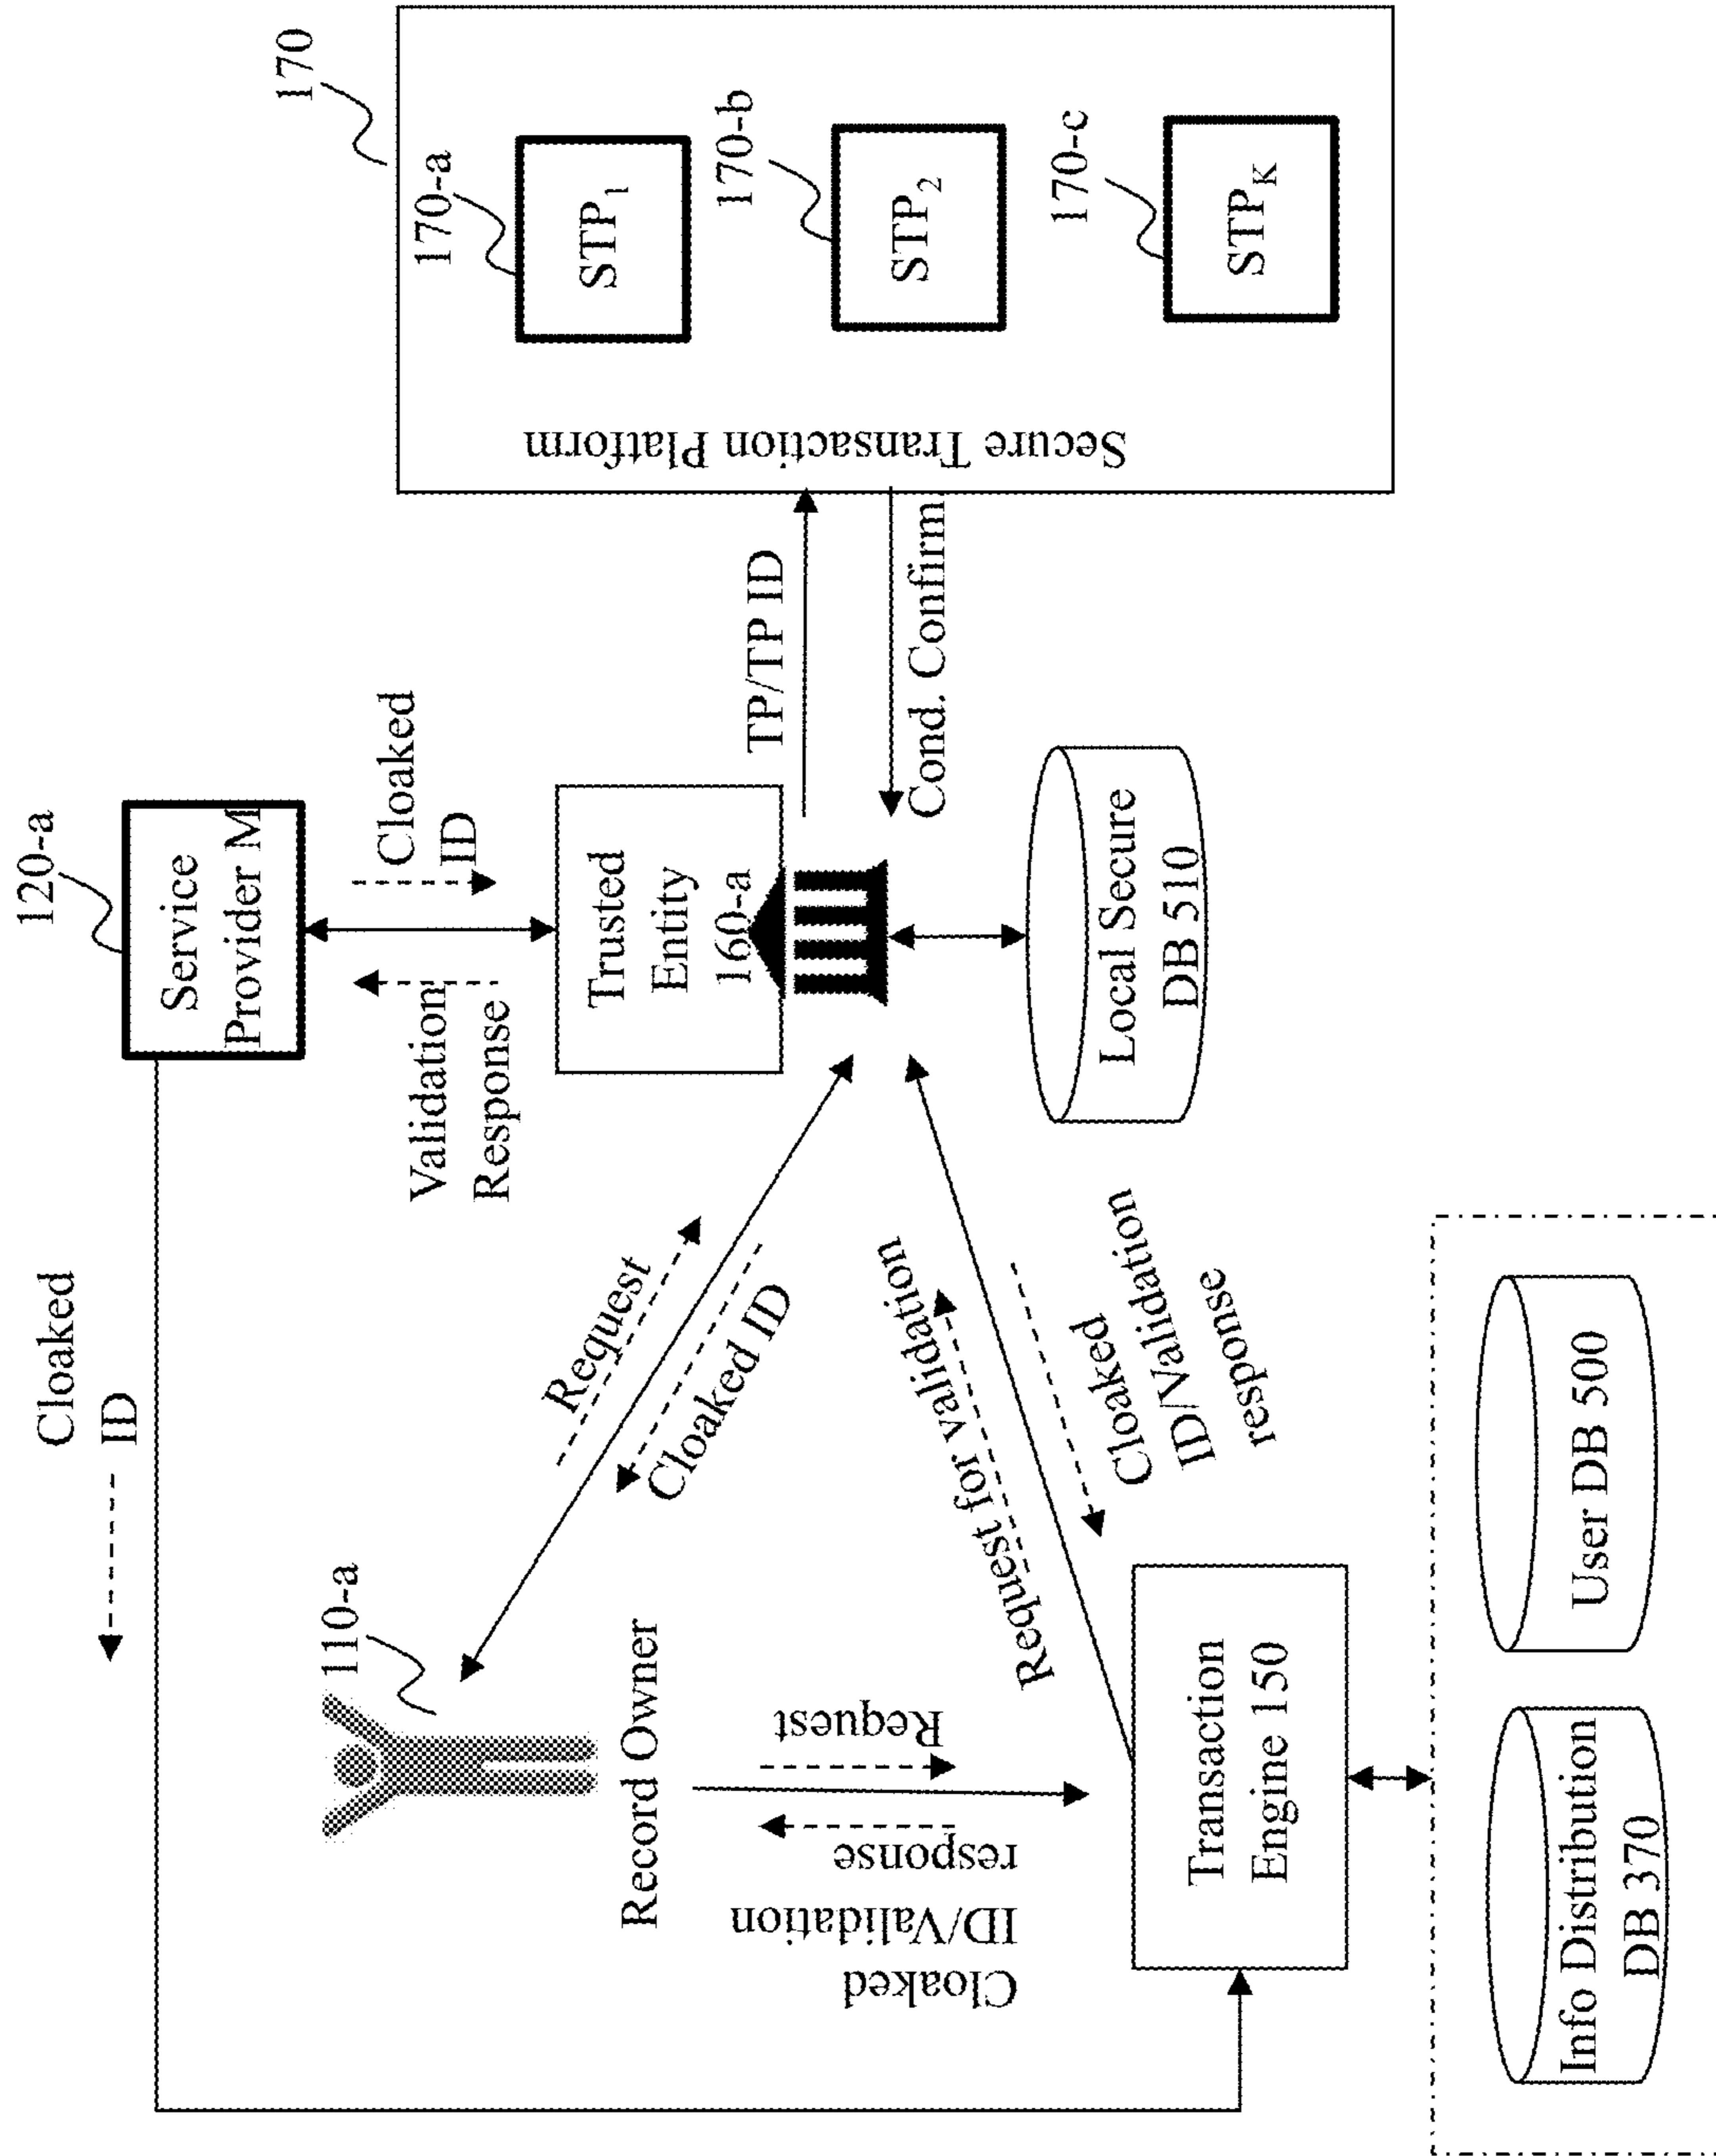 Cloaked
ID
120-a
Service
Provider M
Cloaked
ID
Validation
Response
Trusted
Entity
160-a
110-a
Record Owner
Request
Cloaked ID
Request
Cloaked
ID/Validation
response
Request for validation
Cloaked
ID/Validation
response
Transaction
Engine 150
Info Distribution
DB 370
User DB 500
Local Secure
DB 510
TP/TP ID
Cond. Confirm
170
Secure Transaction Platform
170-a
STP1
170-b
STP2
170-c
STPK